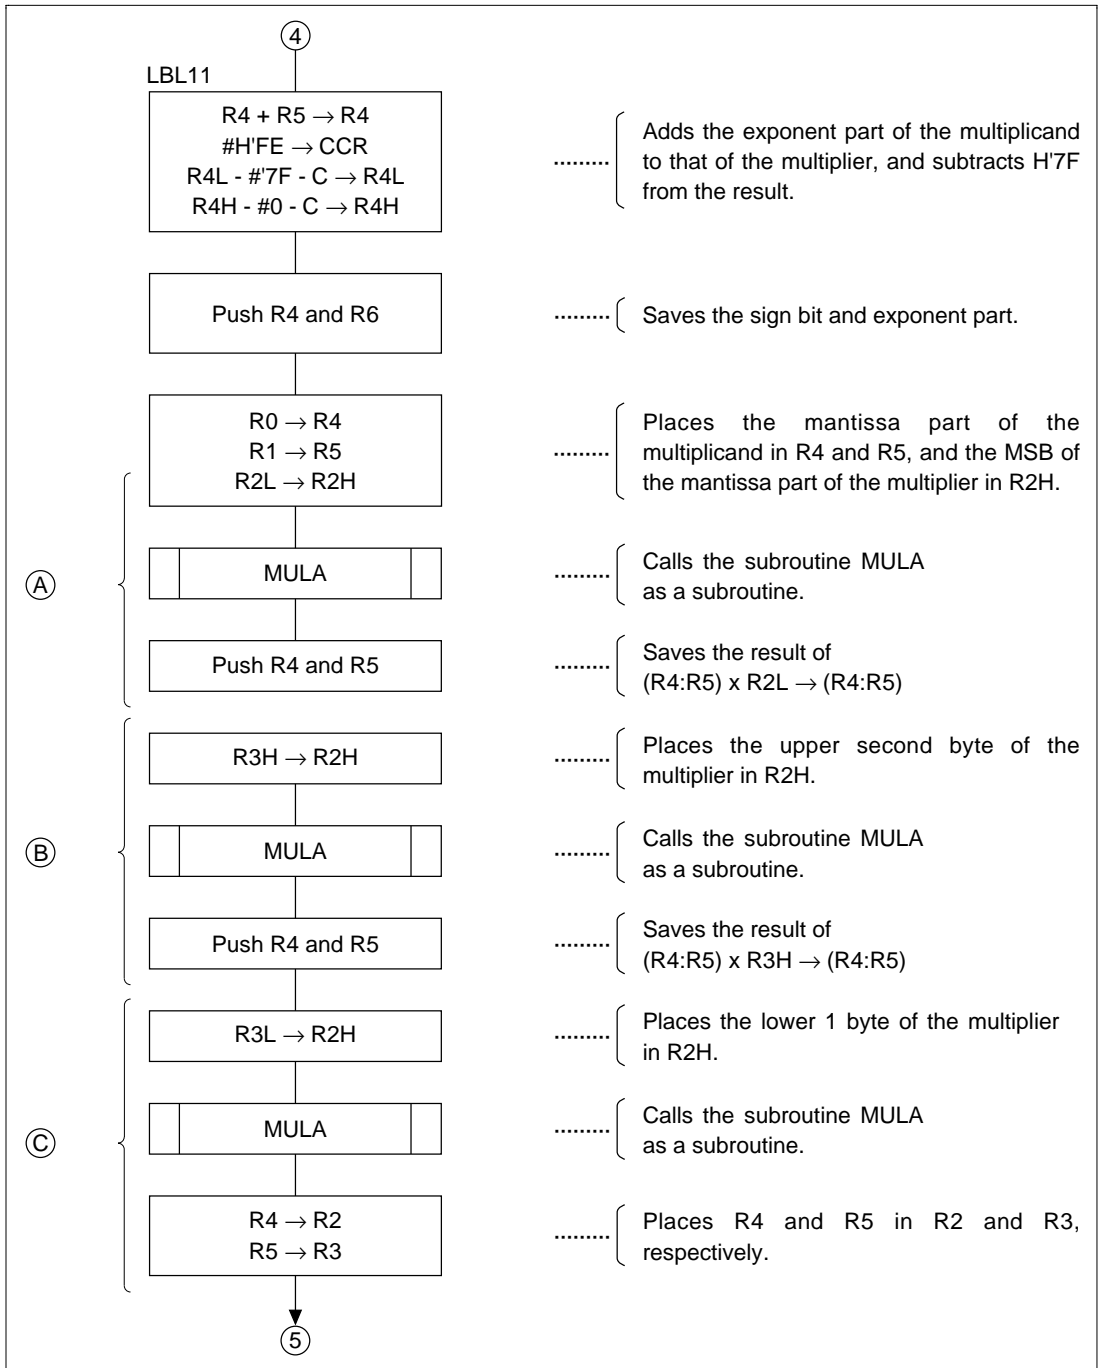 4
LBL11
R4 + R5 → R4
#H'FE → CCR
R4L - #'7F - C → R4L
R4H - #0 - C → R4H
Adds the exponent part of the multiplicand
to that of the multiplier, and subtracts H'7F
from the result.
Push R4 and R6
Saves the sign bit and exponent part.
R0 → R4
R1 → R5
R2L → R2H
Places the mantissa part of the
multiplicand in R4 and R5, and the MSB of
the mantissa part of the multiplier in R2H.
A
MULA
Calls the subroutine MULA
as a subroutine.
Push R4 and R5
Saves the result of
(R4:R5) x R2L → (R4:R5)
B
R3H → R2H
Places the upper second byte of the
multiplier in R2H.
MULA
Calls the subroutine MULA
as a subroutine.
Push R4 and R5
Saves the result of
(R4:R5) x R3H → (R4:R5)
C
R3L → R2H
Places the lower 1 byte of the multiplier
in R2H.
MULA
Calls the subroutine MULA
as a subroutine.
R4 → R2
R5 → R3
Places R4 and R5 in R2 and R3,
respectively.
5